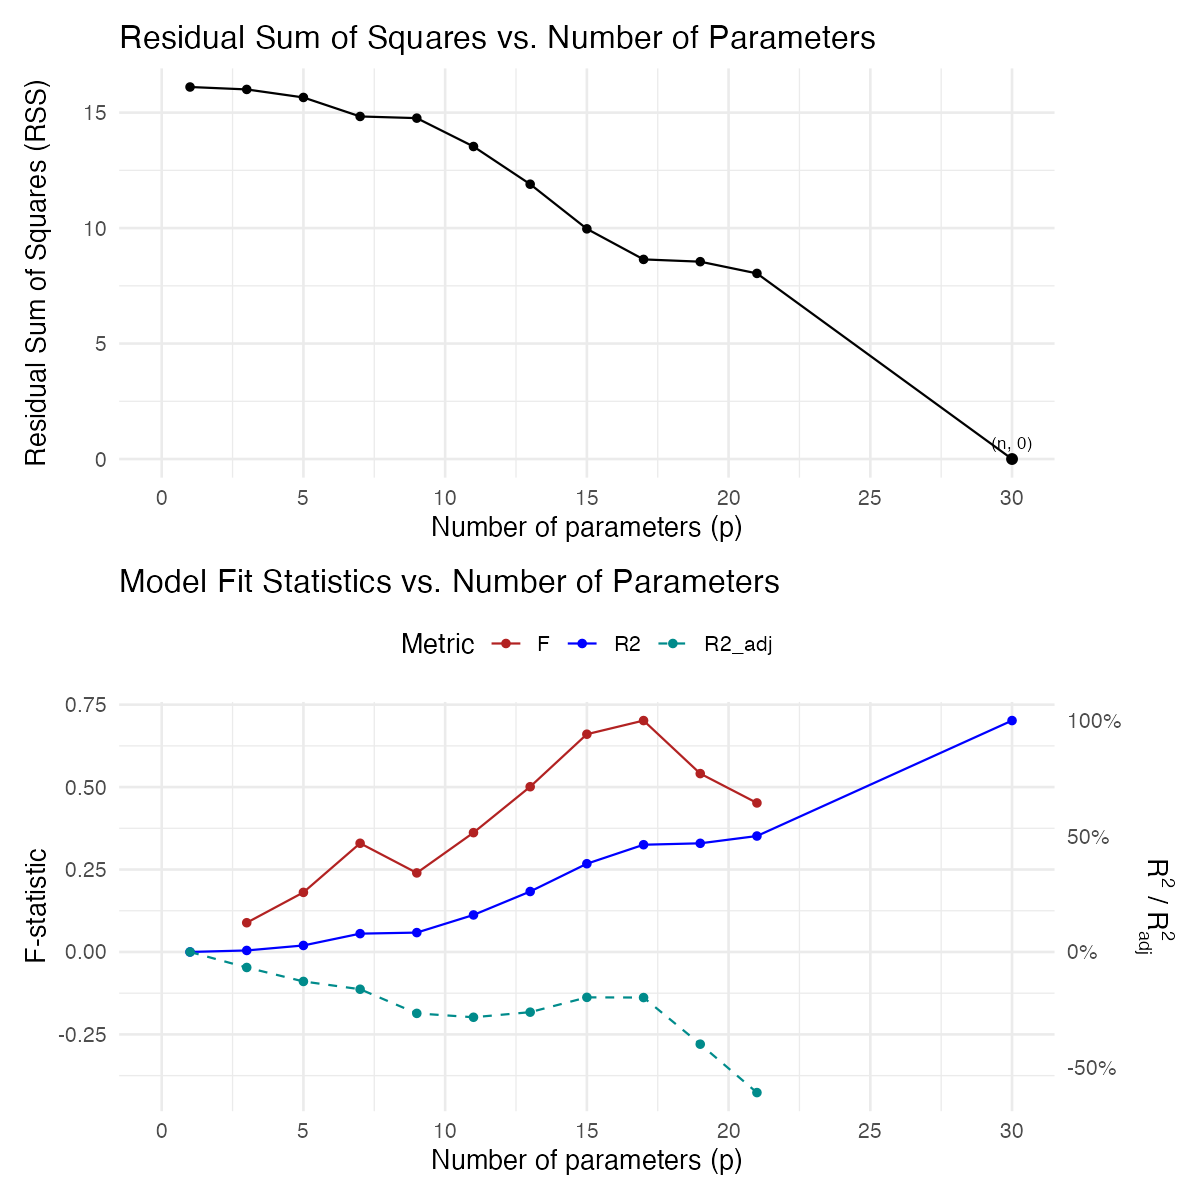 Residual Sum of Squares vs. Number of Parameters
Residual Sum of Squares (RSS)
15
10
5
0
(n, 0)
0 5 10 15 20 25 30
Number of parameters (p)
Model Fit Statistics vs. Number of Parameters
Metric F R2 R2_adj
F-statistic
0.75
0.50
0.25
0.00
-0.25
100%
50%
0%
-50%
R² / R²adj
0 5 10 15 20 25 30
Number of parameters (p)